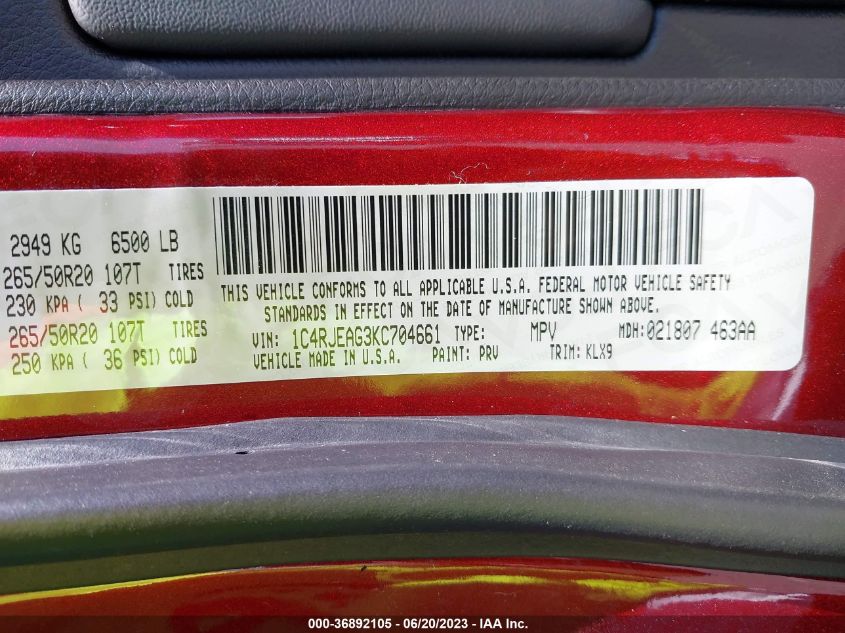 2949 KG 6500 LB
265/50R20 107T TIRES
230 KPA ( 33 PSI) COLD
265/50R20 107T TIRES
250 KPA ( 36 PSI) COLD
THIS VEHICLE CONFORMS TO ALL APPLICABLE U.S.A. FEDERAL MOTOR VEHICLE SAFETY
STANDARDS IN EFFECT ON THE DATE OF MANUFACTURE SHOWN ABOVE.
VIN: 1C4RJEAG3KC704661 TYPE: MPV MDH:021807 463AA
VEHICLE MADE IN U.S.A. PAINT: PRV TRIM: KLX9
000-36892105 - 06/20/2023 - IAA Inc.